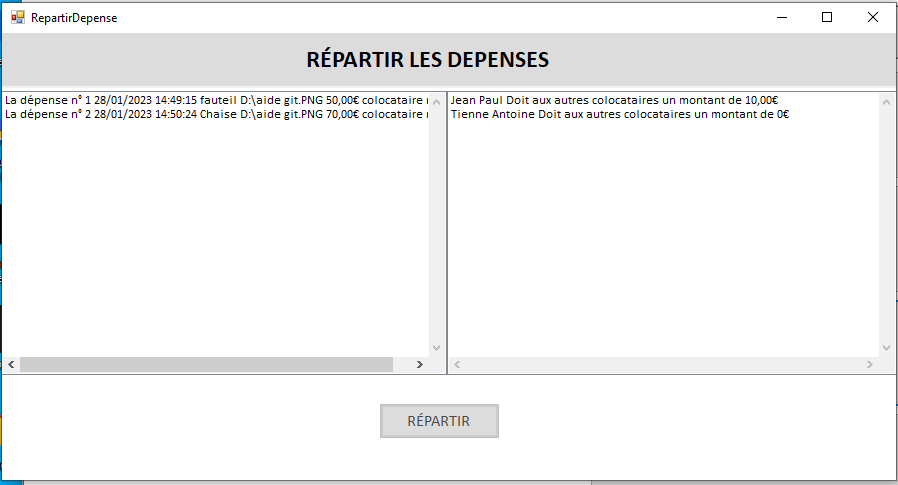 RepartirDepense
RÉPARTIR LES DEPENSES
La dépense n° 1 28/01/2023 14:49:15 fauteil D:\aide git.PNG 50,00€ colocataire
La dépense n° 2 28/01/2023 14:50:24 Chaise D:\aide git.PNG 70,00€ colocataire
Jean Paul Doit aux autres colocataires un montant de 10,00€
Tienne Antoine Doit aux autres colocataires un montant de 0€
RÉPARTIR